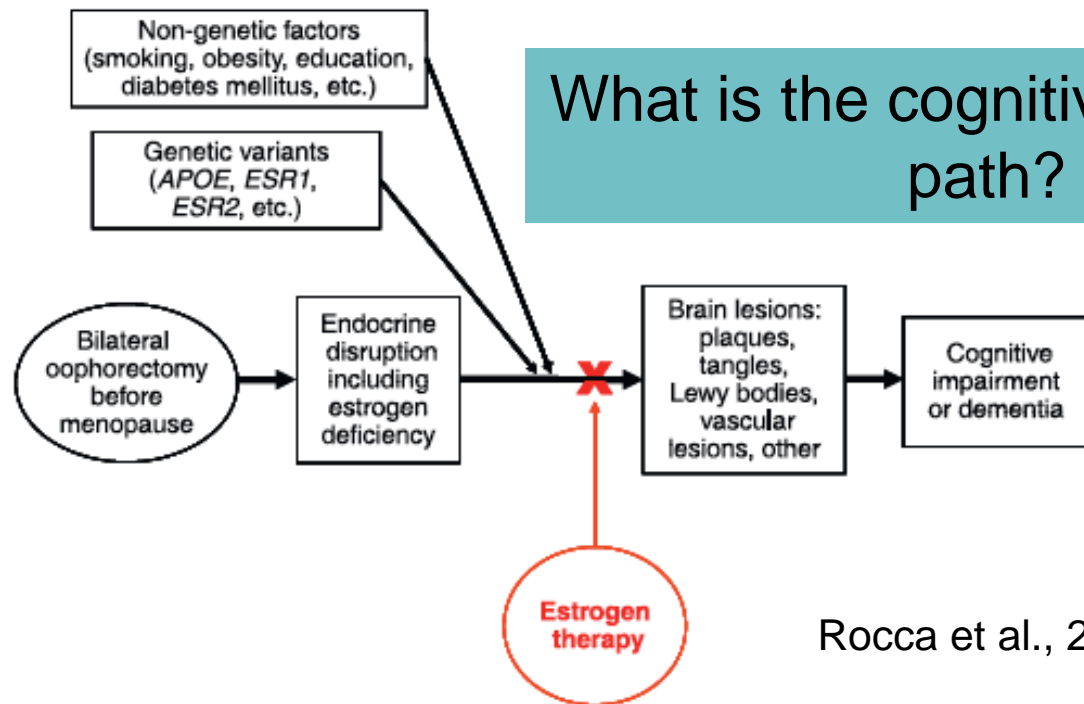 Non-genetic factors
(smoking, obesity, education,
diabetes mellitus, etc.)
What is the
path?
Genetic variants
(APOE, ESR1,
ESR2, etc.)
Bilateral
oophorectomy
before
menopause
Endocrine
disruption
including
estrogen
deficiency
X
Brain lesions:
plaques,
tangles,
Lewy bodies,
vascular
lesions, other
Cognitive
impairment
or dementia
Estrogen
therapy
Rocca et al.,